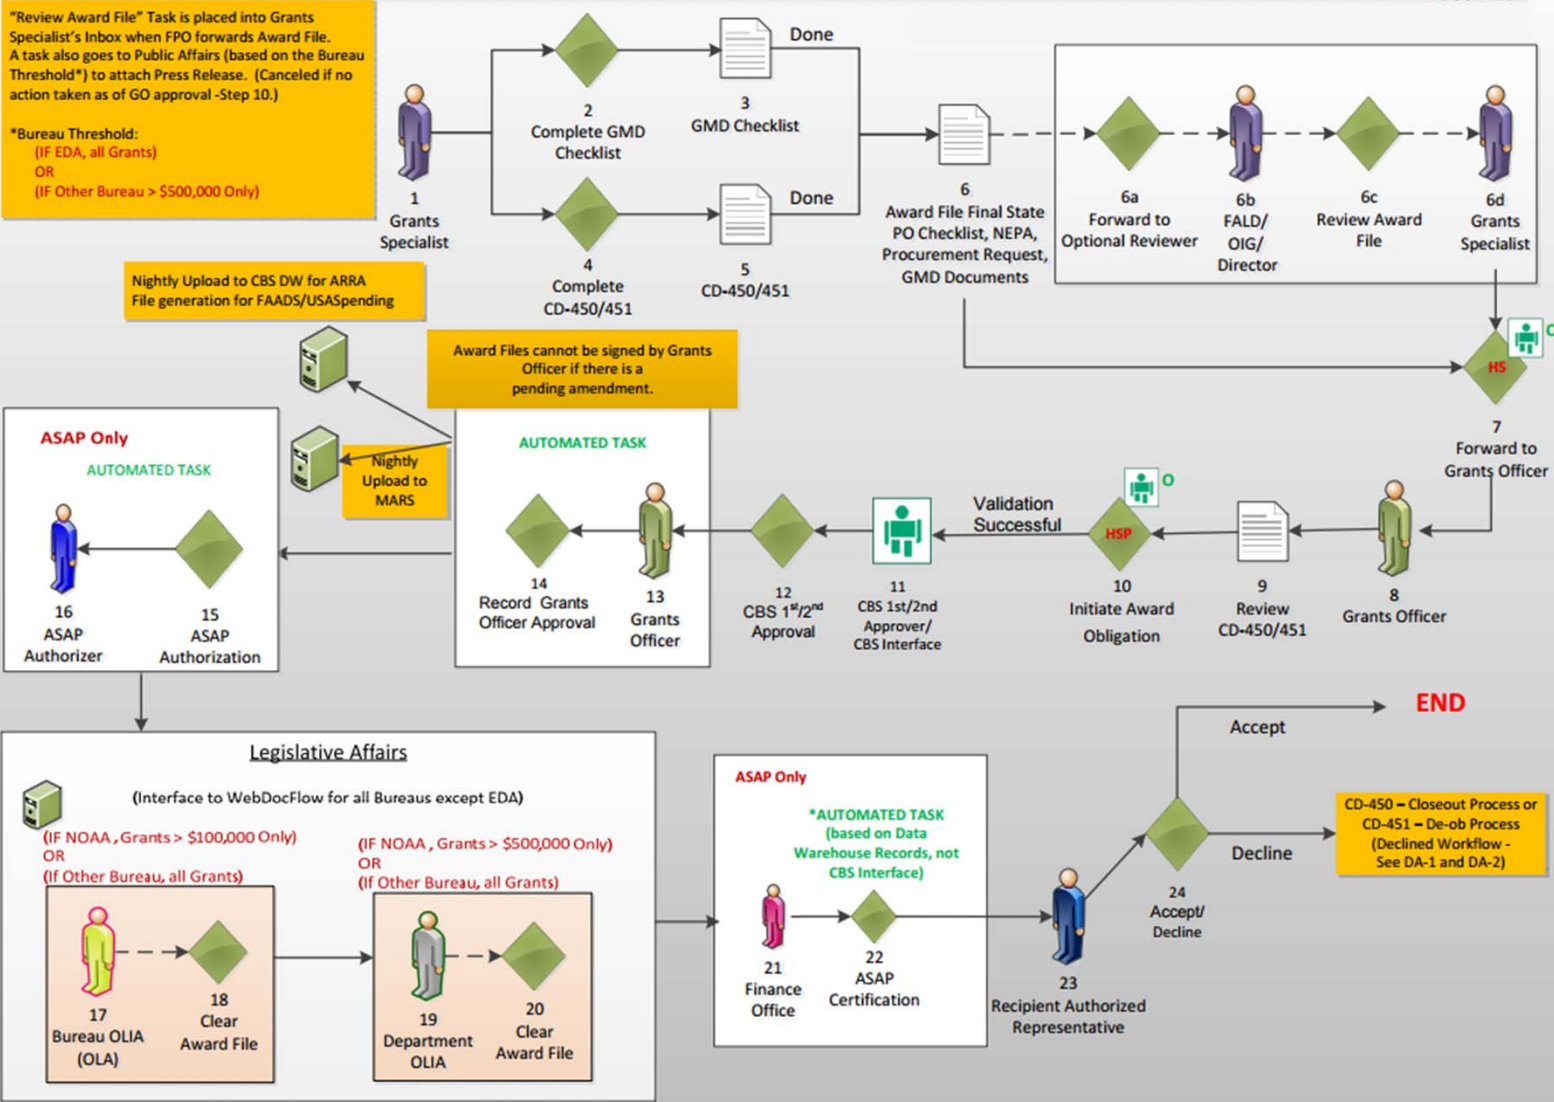 "Review Award File" Task is placed into Grants
Specialist's Inbox when FPO forwards Award File.
A task also goes to Public Affairs (based on the Bureau
Threshold*) to attach Press Release. (Canceled if no
action taken as of GO approval -Step 10.)
*Bureau Threshold:
(IF EDA, all Grants)
OR
(IF Other Bureau > $500,000 Only)
1
Grants
Specialist
2
Complete GMD
Checklist
3
GMD Checklist
Done
4
Complete
CD-450/451
5
CD-450/451
Done
6
Award File Final State
PO Checklist, NEPA,
Procurement Request,
GMD Documents
6a
Forward to
Optional Reviewer
6b
FALD/
OIG/
Director
6c
Review Award
File
6d
Grants
Specialist
Nightly Upload to CBS DW for ARRA
File generation for FAADS/USASpending
Award Files cannot be signed by Grants
Officer if there is a
pending amendment.
O
HS
7
Forward to
Grants Officer
8
Grants Officer
9
Review
CD-450/451
O
HSP
10
Initiate Award
Obligation
Validation
Successful
11
CBS 1st/2nd
Approver/
CBS Interface
12
CBS 1st/2nd
Approval
AUTOMATED TASK
13
Grants
Officer
14
Record Grants
Officer Approval
Nightly
Upload to
MARS
ASAP Only
AUTOMATED TASK
15
ASAP
Authorization
16
ASAP
Authorizer
Legislative Affairs
(Interface to WebDocFlow for all Bureaus except EDA)
(IF NOAA , Grants > $100,000 Only)
OR
(If Other Bureau, all Grants)
17
Bureau OLIA
(OLA)
18
Clear
Award File
(IF NOAA , Grants > $500,000 Only)
OR
(If Other Bureau, all Grants)
19
Department
OLIA
20
Clear
Award File
ASAP Only
*AUTOMATED TASK
(based on Data
Warehouse Records, not
CBS Interface)
21
Finance
Office
22
ASAP
Certification
23
Recipient Authorized
Representative
24
Accept/
Decline
Accept
END
Decline
CD-450 – Closeout Process or
CD-451 – De-ob Process
(Declined Workflow -
See DA-1 and DA-2)